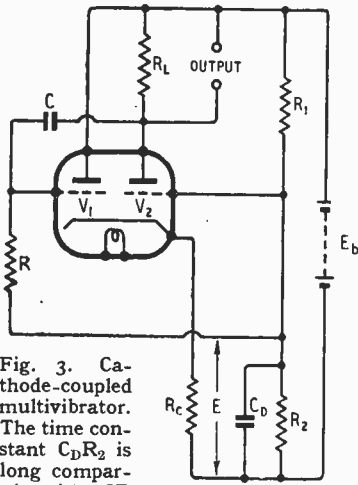 R_L
OUTPUT
R_1
C
V_1
V_2
R
E_b
R_C
E
C_D
R_2
Fig. 3. Ca-
thode-coupled
multivibrator.
The time con-
stant C_DR_2 is
long compar-